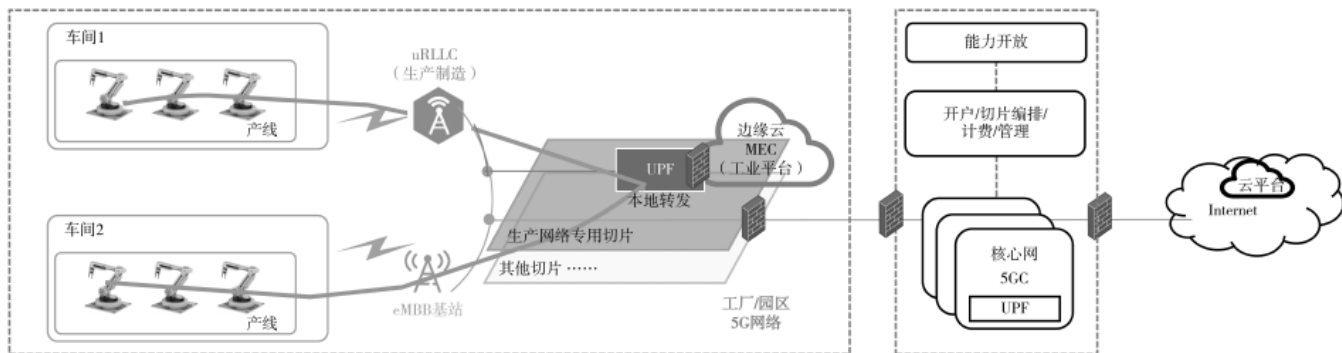 车间1
产线
uRLLC
（生产制造）
车间2
产线
eMBB基站
UPF
本地转发
边缘云
MEC
（工业平台）
生产网络专用切片
其他切片 ……
工厂/园区
5G网络
能力开放
开户/切片编排/
计费/管理
核心网
5GC
UPF
云平台
Internet